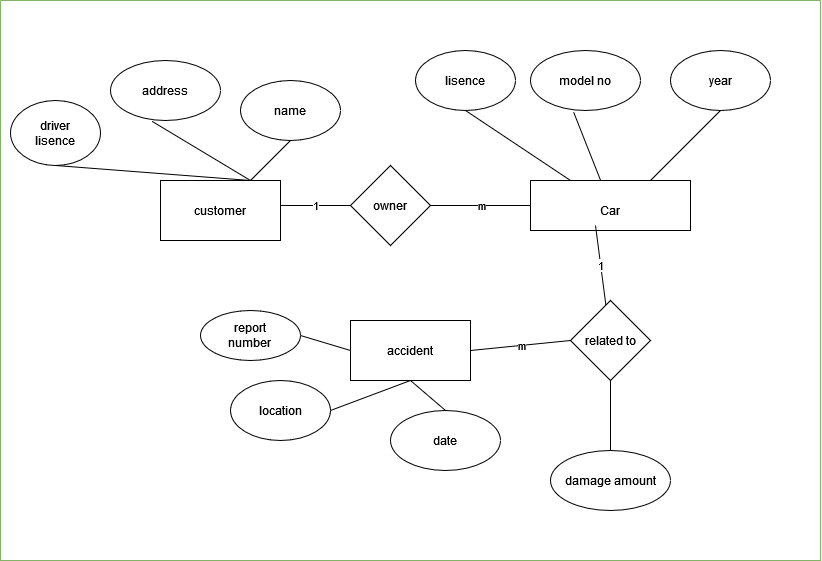 lisence
model no
year
address
name
driver
lisence
customer
1
owner
m
Car
1
report
number
accident
m
related to
location
date
damage amount